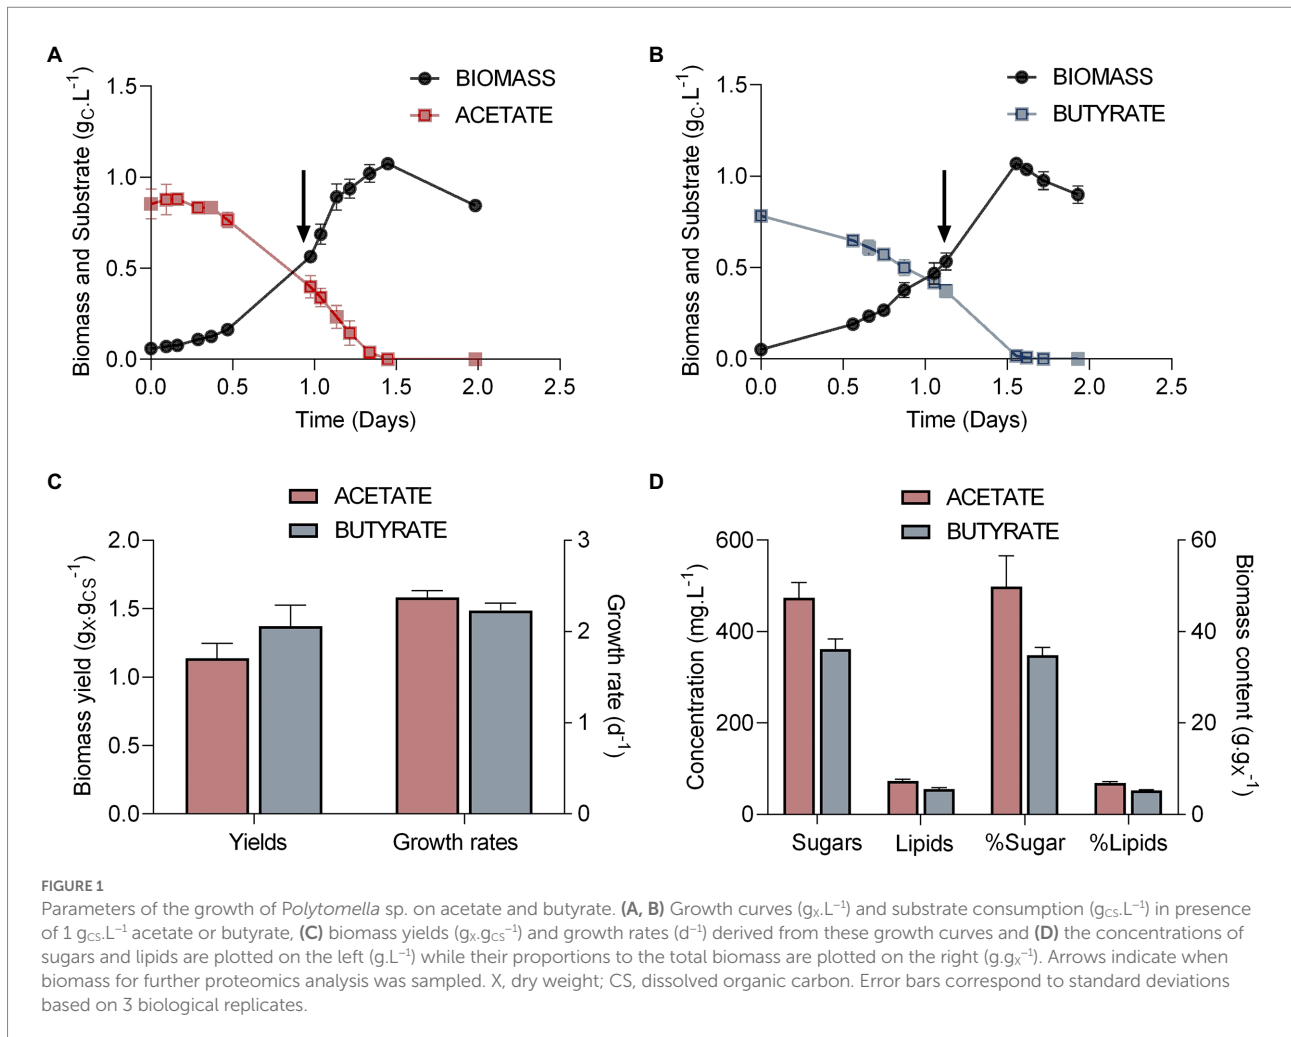 A
BIOMASS
ACETATE
Biomass and Substrate (gC.L-1)
1.5
1.0
0.5
0.0
0.0 0.5 1.0 1.5 2.0 2.5
Time (Days)
B
BIOMASS
BUTYRATE
Biomass and Substrate (gC.L-1)
1.5
1.0
0.5
0.0
0.0 0.5 1.0 1.5 2.0 2.5
Time (Days)
C
ACETATE
BUTYRATE
Biomass yield (gX.gCS-1)
2.0
1.5
1.0
0.5
0.0
Growth rate (d-1)
3
2
1
0
Yields Growth rates
D
ACETATE
BUTYRATE
Concentration (mg.L-1)
600
400
200
0
Biomass content (g.gX-1)
60
40
20
0
Sugars Lipids %Sugar %Lipids
FIGURE 1
Parameters of the growth of Polytomella sp. on acetate and butyrate. (A, B) Growth curves (gX.L−1) and substrate consumption (gCS.L−1) in presence
of 1 gCS.L−1 acetate or butyrate, (C) biomass yields (gX.gCS−1) and growth rates (d−1) derived from these growth curves and (D) the concentrations of
sugars and lipids are plotted on the left (g.L−1) while their proportions to the total biomass are plotted on the right (g.gX−1). Arrows indicate when
biomass for further proteomics analysis was sampled. X, dry weight; CS, dissolved organic carbon. Error bars correspond to standard deviations
based on 3 biological replicates.